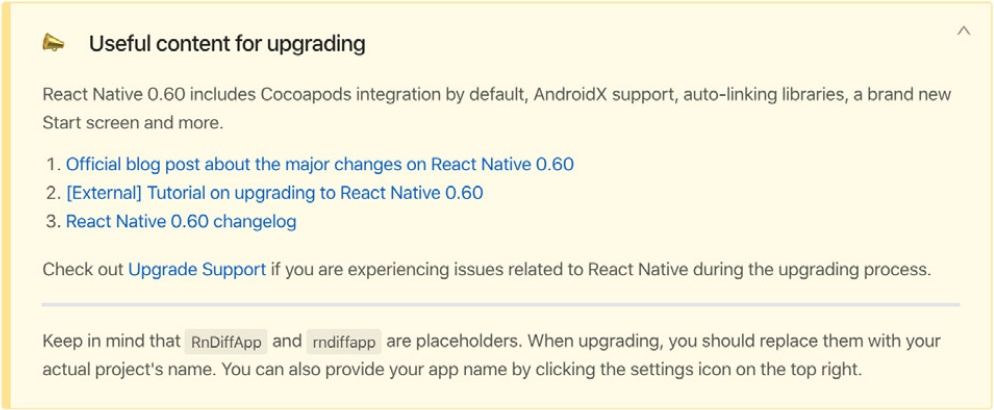 Useful content for upgrading
React Native 0.60 includes Cocoapods integration by default, AndroidX support, auto-linking libraries, a brand new
Start screen and more.
1. Official blog post about the major changes on React Native 0.60
2. [External] Tutorial on upgrading to React Native 0.60
3. React Native 0.60 changelog
Check out Upgrade Support if you are experiencing issues related to React Native during the upgrading process.
Keep in mind that RnDiffApp and rndiffapp are placeholders. When upgrading, you should replace them with your
actual project's name. You can also provide your app name by clicking the settings icon on the top right.